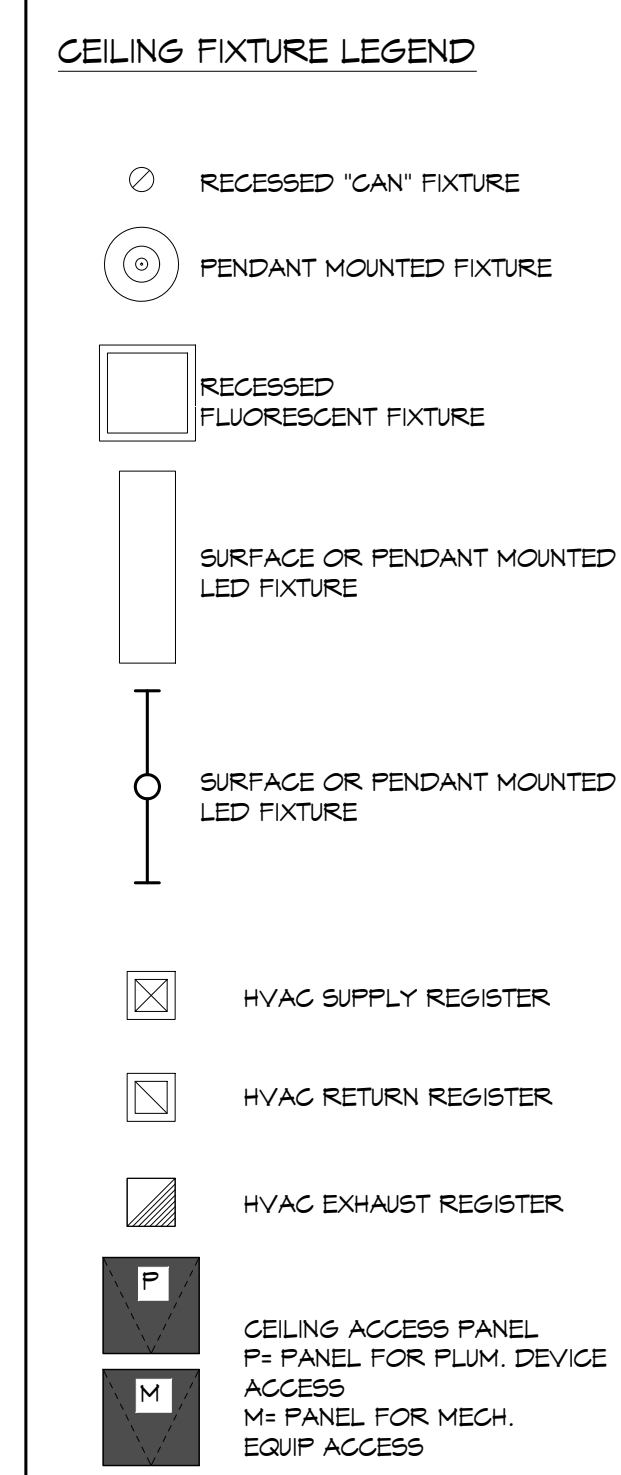 CEILING FIXTURE LEGEND
RECESSED "CAN" FIXTURE
PENDANT MOUNTED FIXTURE
RECESSED
FLUORESCENT FIXTURE
SURFACE OR PENDANT MOUNTED
LED FIXTURE
SURFACE OR PENDANT MOUNTED
LED FIXTURE
HVAC SUPPLY REGISTER
HVAC RETURN REGISTER
HVAC EXHAUST REGISTER
P
M
CEILING ACCESS PANEL
P= PANEL FOR PLUM. DEVICE
ACCESS
M= PANEL FOR MECH.
EQUIP ACCESS